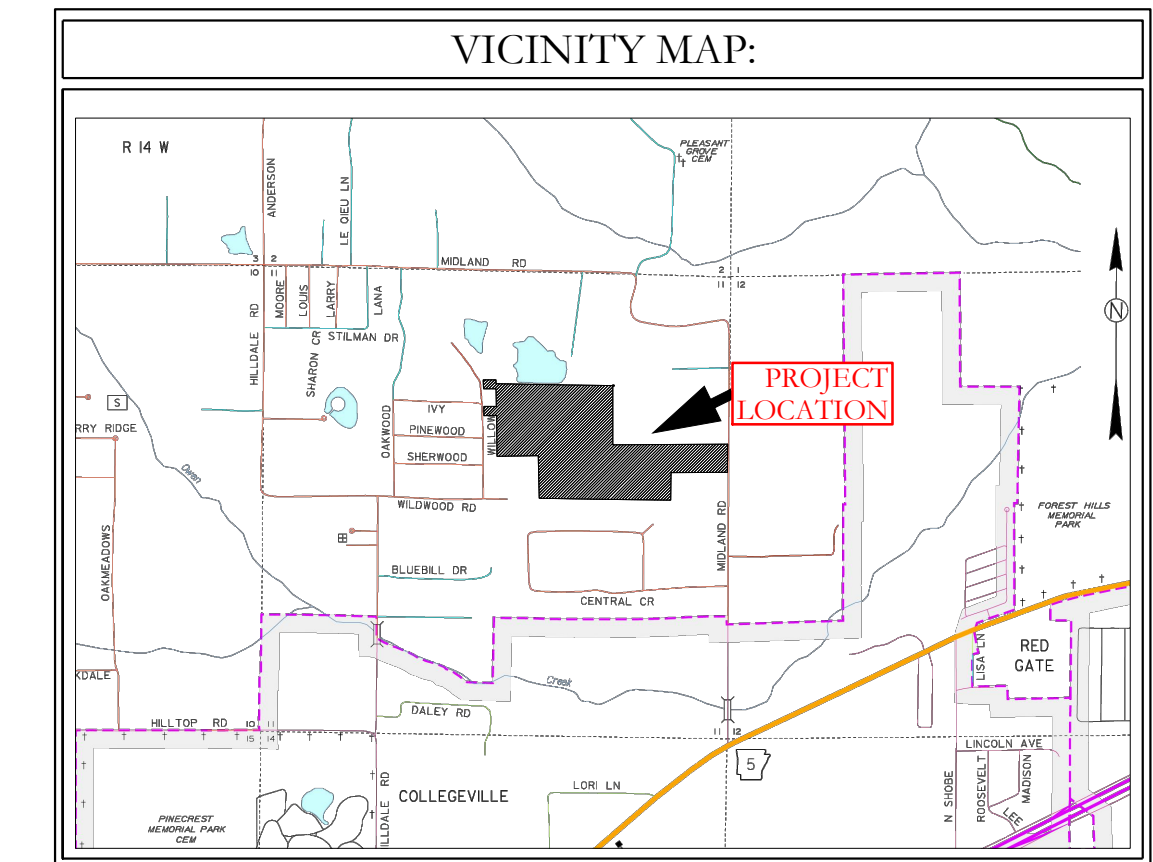 VICINITY MAP:
R 14 W
ANDERSON
LE QIEU LN
PLEASANT
GROVE
CEM
3 2
10 11
MIDLAND RD
2 1
11 12
MOORE
LOUIS
LARRY
LANA
STILMAN DR
HILLDALE RD
SHARON CR
N
PROJECT
LOCATION
S
RRY RIDGE
OAKWOOD
IVY
PINEWOOD
SHERWOOD
WILLOW
WILDWOOD RD
Owen
OAKMEADOWS
MIDLAND RD
FOREST HILLS
MEMORIAL
PARK
BLUEBILL DR
CENTRAL CR
LISA LN
RED
GATE
KDALE
Creek
DALEY RD
HILLTOP RD
10 11
15 14
11 12
5
LINCOLN AVE
ILLDALE RD
COLLEGEVILLE
LORI LN
N SHOBE
ROOSEVELT
MADISON
LEE
PINECREST
MEMORIAL PARK
CEM